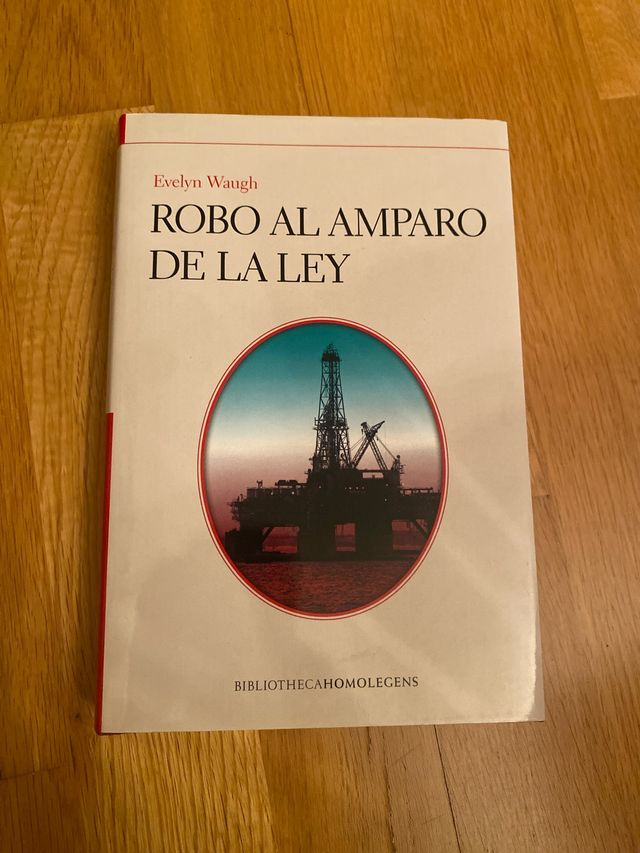 Evelyn Waugh
ROBO AL AMPARO
DE LA LEY
BIBLIOTHECAHOMOLEGENS